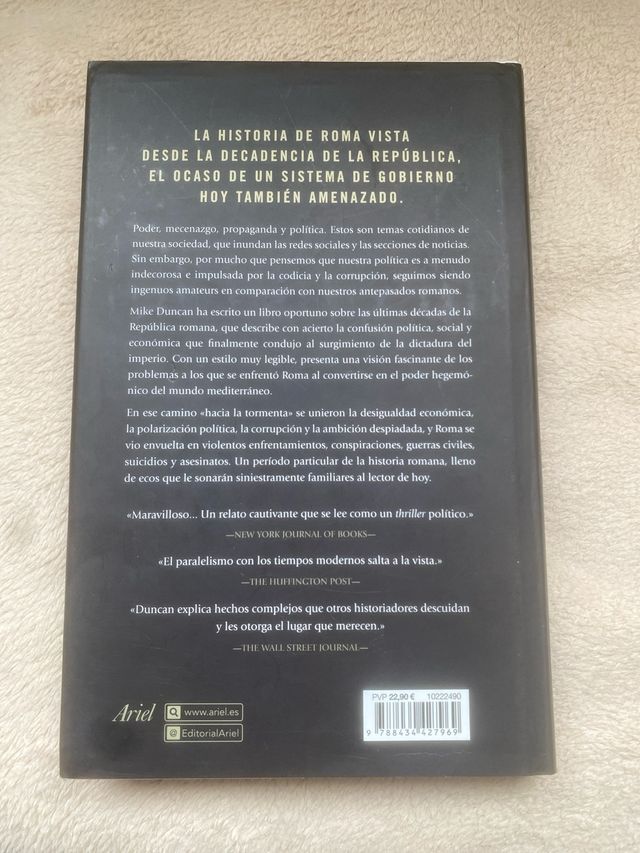 LA HISTORIA DE ROMA VISTA
DESDE LA DECADENCIA DE LA REPÚBLICA,
EL OCASO DE UN SISTEMA DE GOBIERNO
HOY TAMBIÉN AMENAZADO.
Poder, mecenazgo, propaganda y política. Estos son temas cotidianos de
nuestra sociedad, que inundan las redes sociales y las secciones de noticias.
Sin embargo, por mucho que pensemos que nuestra política es a menudo
indecorosa e impulsada por la codicia y la corrupción, seguimos siendo
ingenuos amateurs en comparación con nuestros antepasados romanos.
Mike Duncan ha escrito un libro oportuno sobre las últimas décadas de la
República romana, que describe con acierto la confusión política, social y
económica que finalmente condujo al surgimiento de la dictadura del
imperio. Con un estilo muy legible, presenta una visión fascinante de los
problemas a los que se enfrentó Roma al convertirse en el poder hegemó-
nico del mundo mediterráneo.
En ese camino «hacia la tormenta» se unieron la desigualdad económica,
la polarización política, la corrupción y la ambición despiadada, y Roma se
vio envuelta en violentos enfrentamientos, conspiraciones, guerras civiles,
suicidios y asesinatos. Un período particular de la historia romana, lleno
de ecos que le sonarán siniestramente familiares al lector de hoy.
«Maravilloso... Un relato cautivante que se lee como un thriller político.»
—NEW YORK JOURNAL OF BOOKS—
«El paralelismo con los tiempos modernos salta a la vista.»
—THE HUFFINGTON POST—
«Duncan explica hechos complejos que otros historiadores descuidan
y les otorga el lugar que merecen.»
—THE WALL STREET JOURNAL—
Ariel
www.ariel.es
@ EditorialAriel
PVP 22,90 € 10222490
9 788434 427969